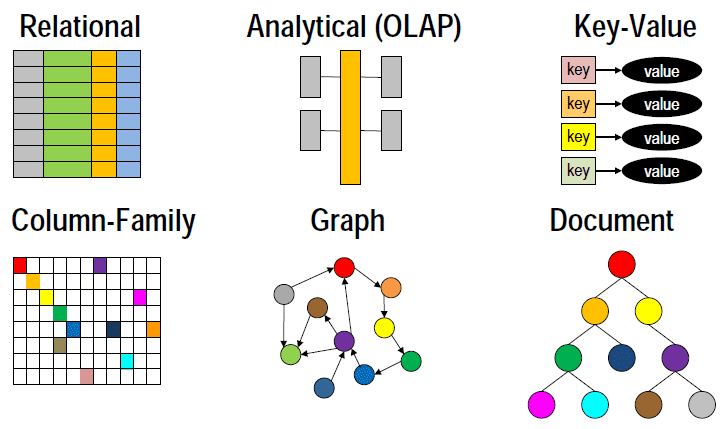 Relational
Analytical (OLAP)
Key-Value
key value
key value
key value
key value
Column-Family
Graph
Document